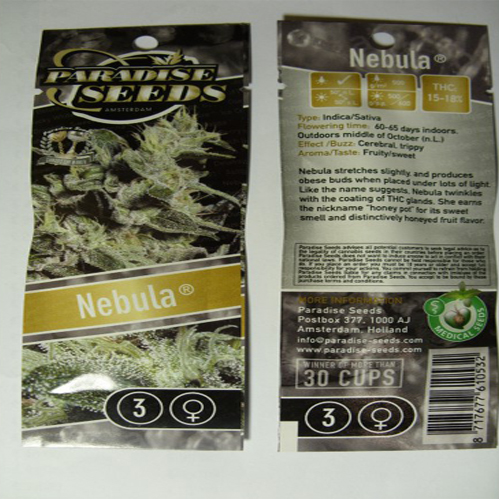 PARADISE
SEEDS
AMSTERDAM
Nebula®
3
Nebula®
THC:
15-18%
Type: Indica/Sativa
Flowering time: 60-65 days indoors.
Outdoors middle of October (n.L.)
Effect / Buzz: Cerebral, trippy
Aroma/Taste: Fruity/sweet
Nebula stretches slightly, and produces
obese buds when placed under lots of light.
Like the name suggests, Nebula twinkles
with the coating of THC glands. She earns
the nickname "honey pot" for its sweet
smell and distinctively honeyed fruit flavor.
MORE INFORMATION
Paradise Seeds
Postbox 377, 1000 AJ
Amsterdam, Holland
info@paradise-seeds.com
www.paradise-seeds.com
MEDICAL SEEDS
WINNER OF MORE THAN
30 CUPS
3
8 717677 610532